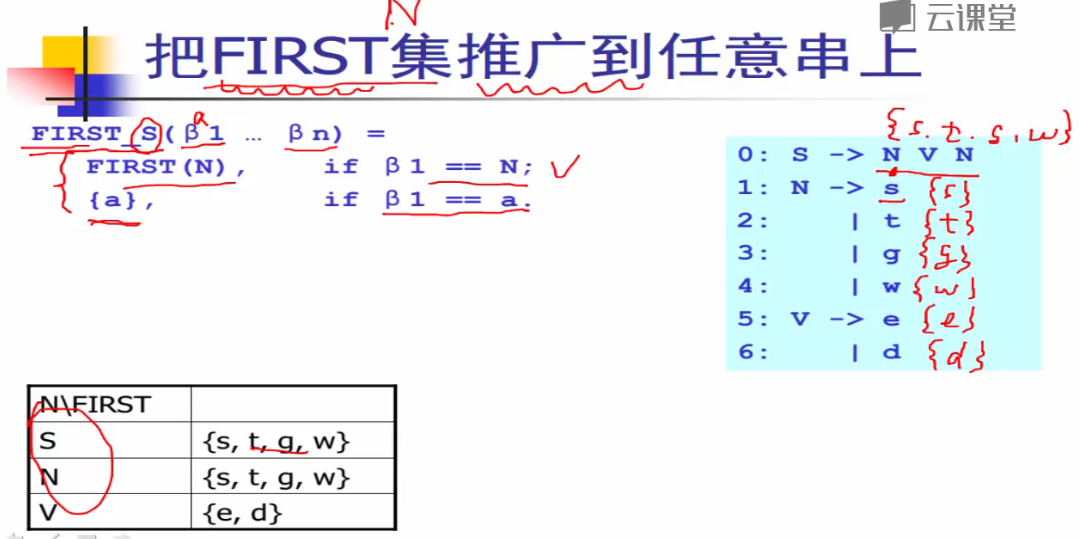 N
云课堂
把FIRST集推广到任意串上
a
FIRST_S(β1 … βn) =
FIRST(N), if β1 == N;
{a}, if β1 == a.
{s. t. g, w}
0: S -> N V N
1: N -> s {s}
2: | t {t}
3: | g {g}
4: | w {w}
5: V -> e {e}
6: | d {d}
N\FIRST
S {s, t, g, w}
N {s, t, g, w}
V {e, d}